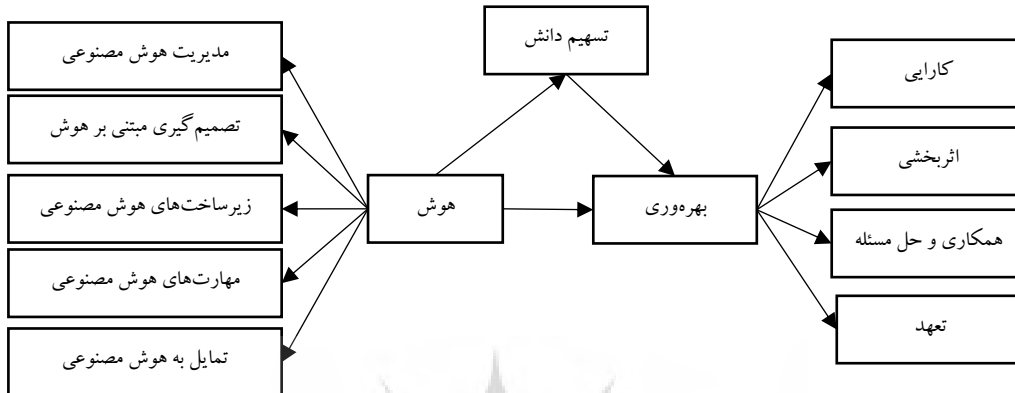 تسهیم دانش
مدیریت هوش مصنوعی
تصمیم‌گیری مبتنی بر هوش
زیرساخت‌های هوش مصنوعی
مهارت‌های هوش مصنوعی
تمایل به هوش مصنوعی
هوش
بهره‌وری
کارایی
اثربخشی
همکاری و حل مسئله
تعهد